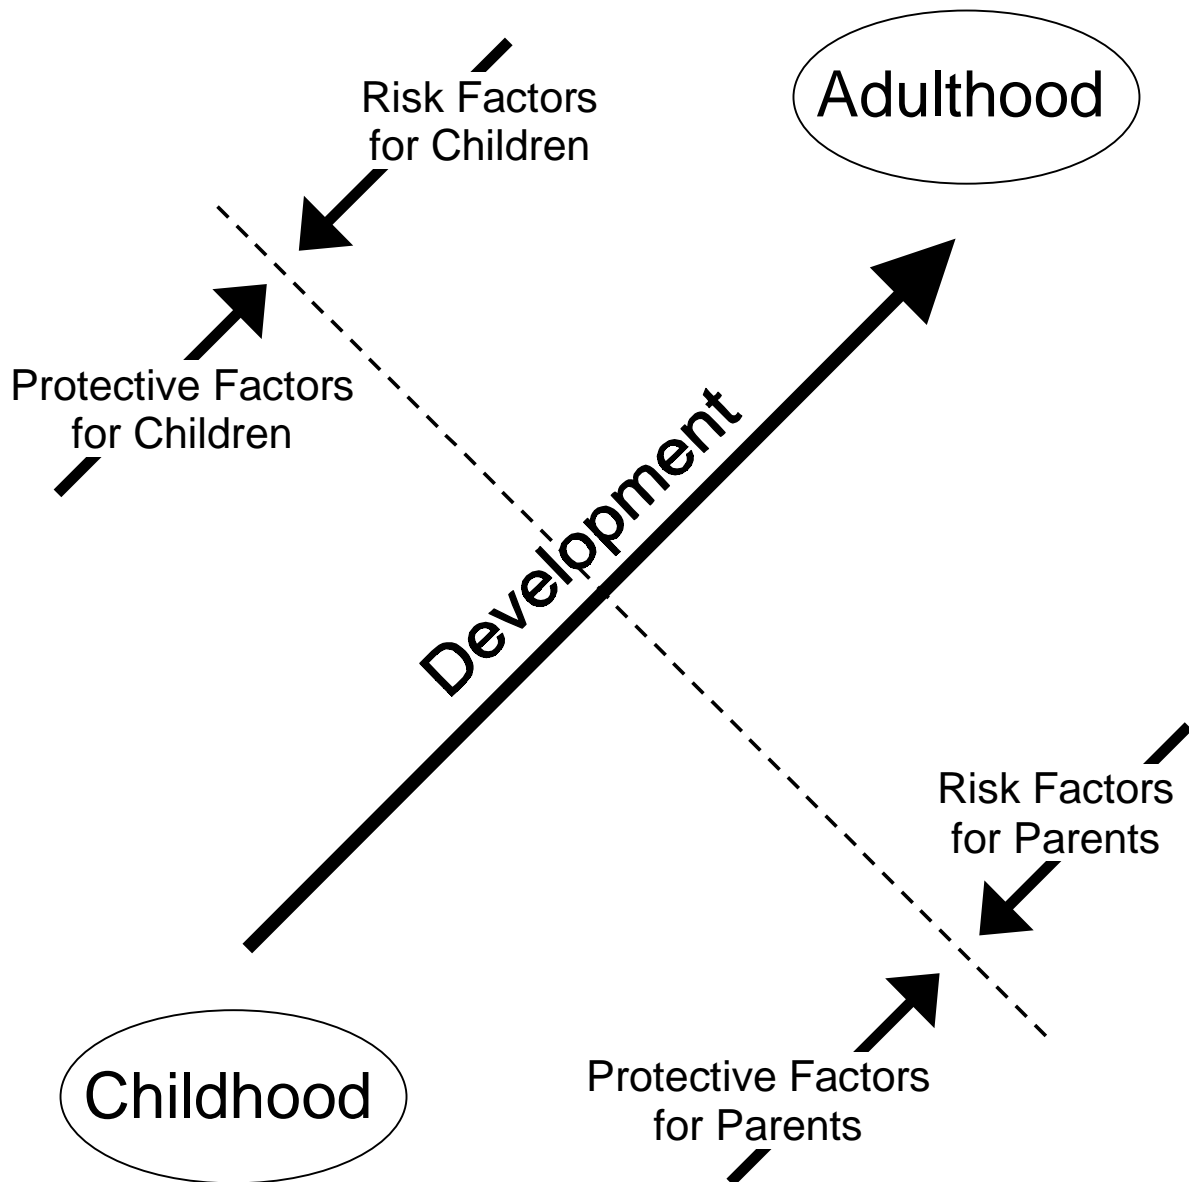 Risk Factors
for Children
Adulthood
Protective Factors
for Children
Development
Risk Factors
for Parents
Protective Factors
for Parents
Childhood